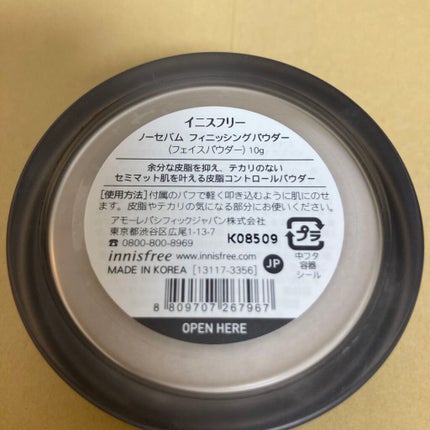 イニスフリー
ノーセバム フィニッシングパウダー
(フェイスパウダー) 10g
余分な皮脂を抑え、テカリのない
セミマット肌を叶える皮脂コントロールパウダー
[使用方法] 付属のパフで軽く叩き込むように肌にのせ
ます。皮脂やテカリの気になる部分にお使いください。
アモーレパシフィックジャパン株式会社
東京都渋谷区広尾1-13-7
☎ 0800-800-8969
K08509
プラ
中フタ
容器
シール
innisfree www.innisfree.com
JP
MADE IN KOREA [13117-3356]
8 809707 267967
OPEN HERE